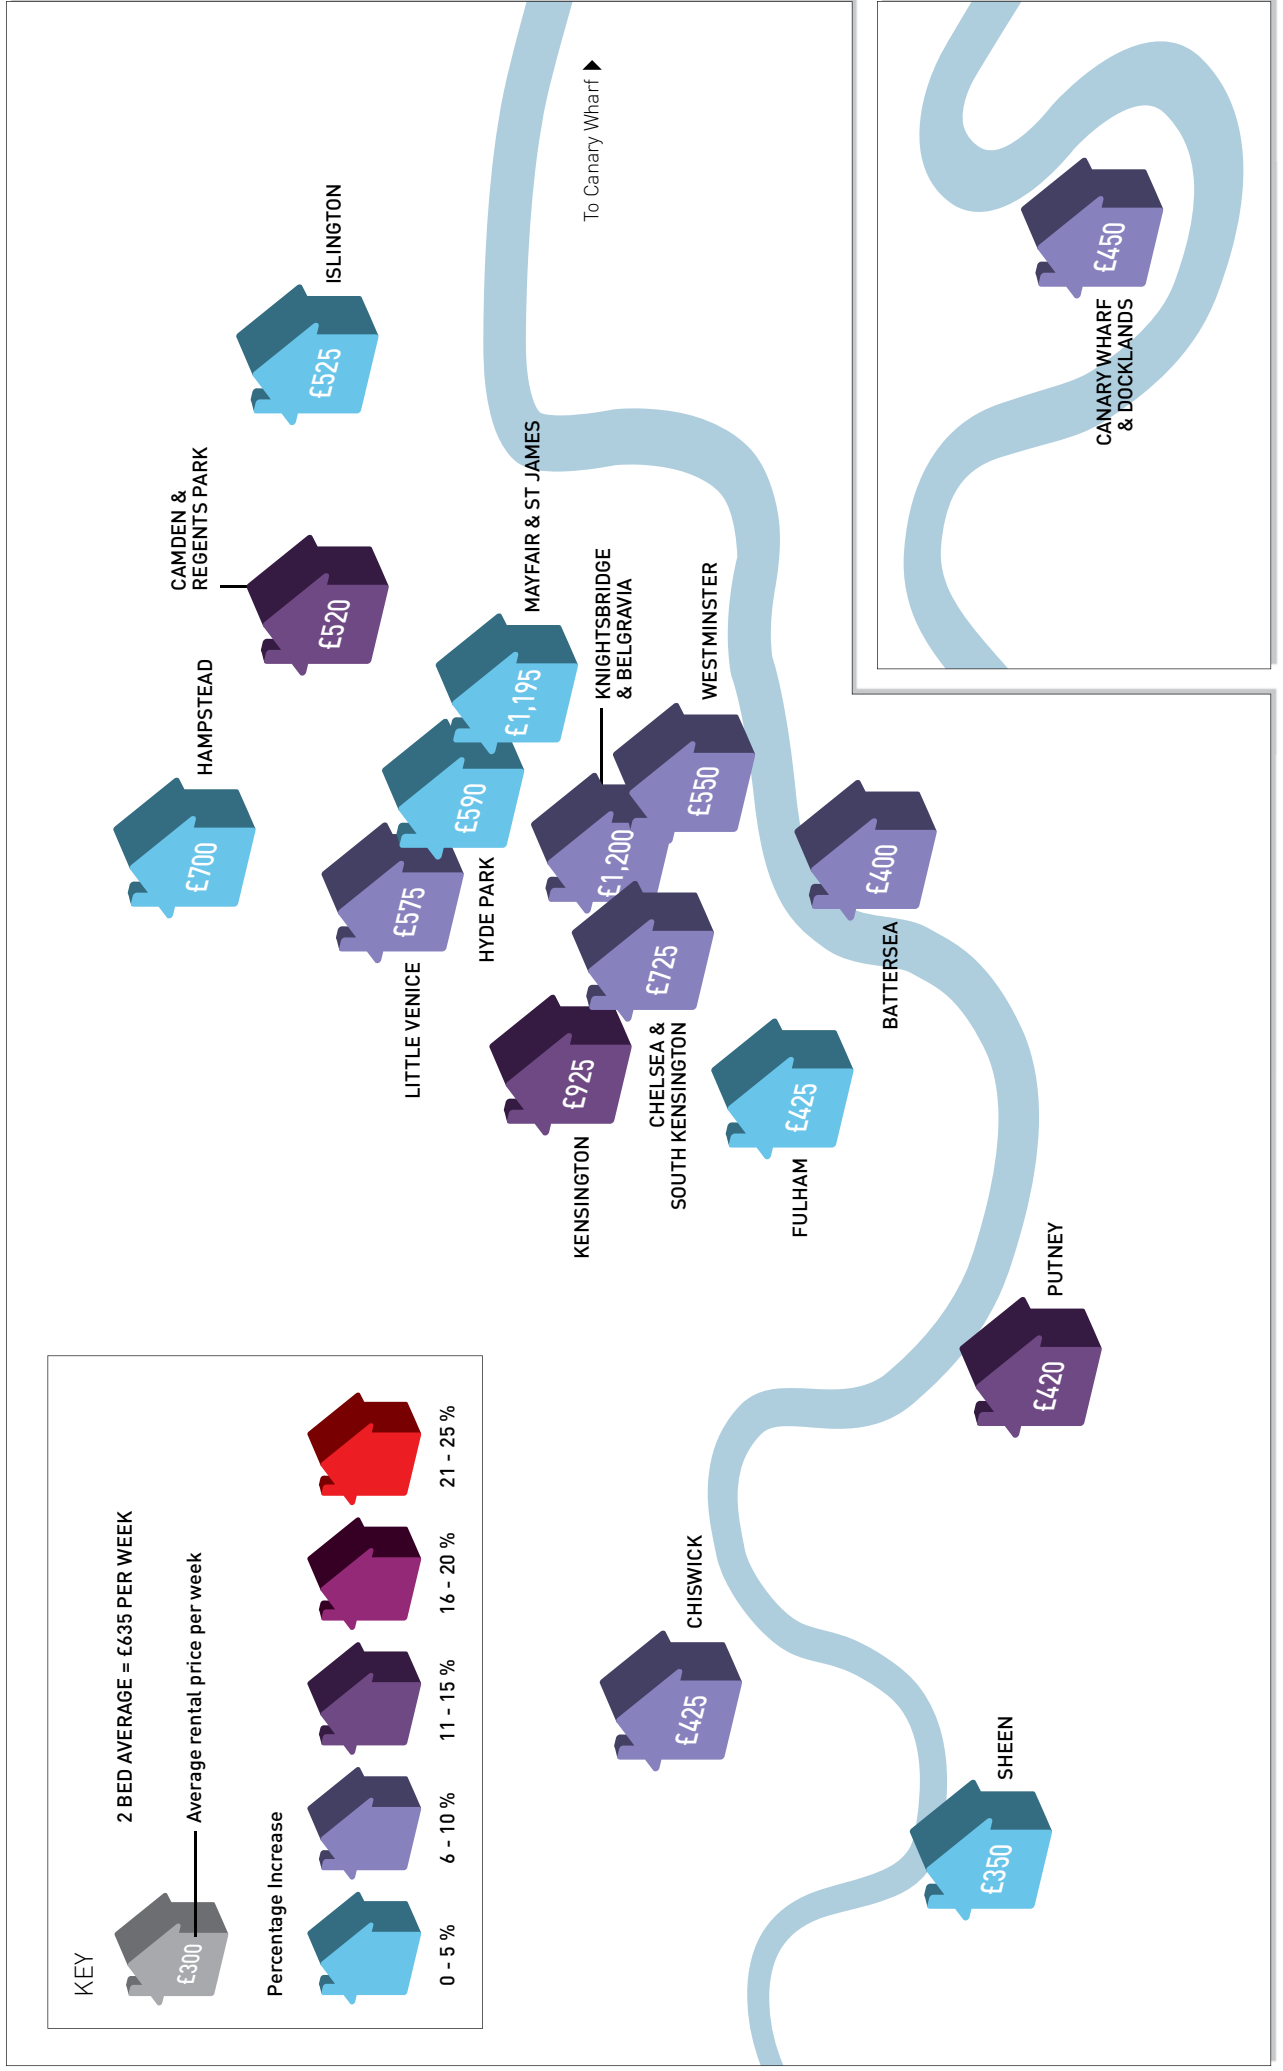 KEY
£300
2 BED AVERAGE = £635 PER WEEK
Average rental price per week
Percentage Increase
0 - 5 %
6 - 10 %
11 - 15 %
16 - 20 %
21 - 25 %
HAMPSTEAD
£700
CAMDEN &
REGENTS PARK
£520
ISLINGTON
£525
LITTLE VENICE
£575
HYDE PARK
£590
MAYFAIR & ST JAMES
£1,195
KNIGHTSBRIDGE
& BELGRAVIA
£1,200
WESTMINSTER
£550
KENSINGTON
£925
CHELSEA &
SOUTH KENSINGTON
£725
FULHAM
£425
BATTERSEA
£400
CHISWICK
£425
PUTNEY
£420
SHEEN
£350
To Canary Wharf
CANARY WHARF
& DOCKLANDS
£450